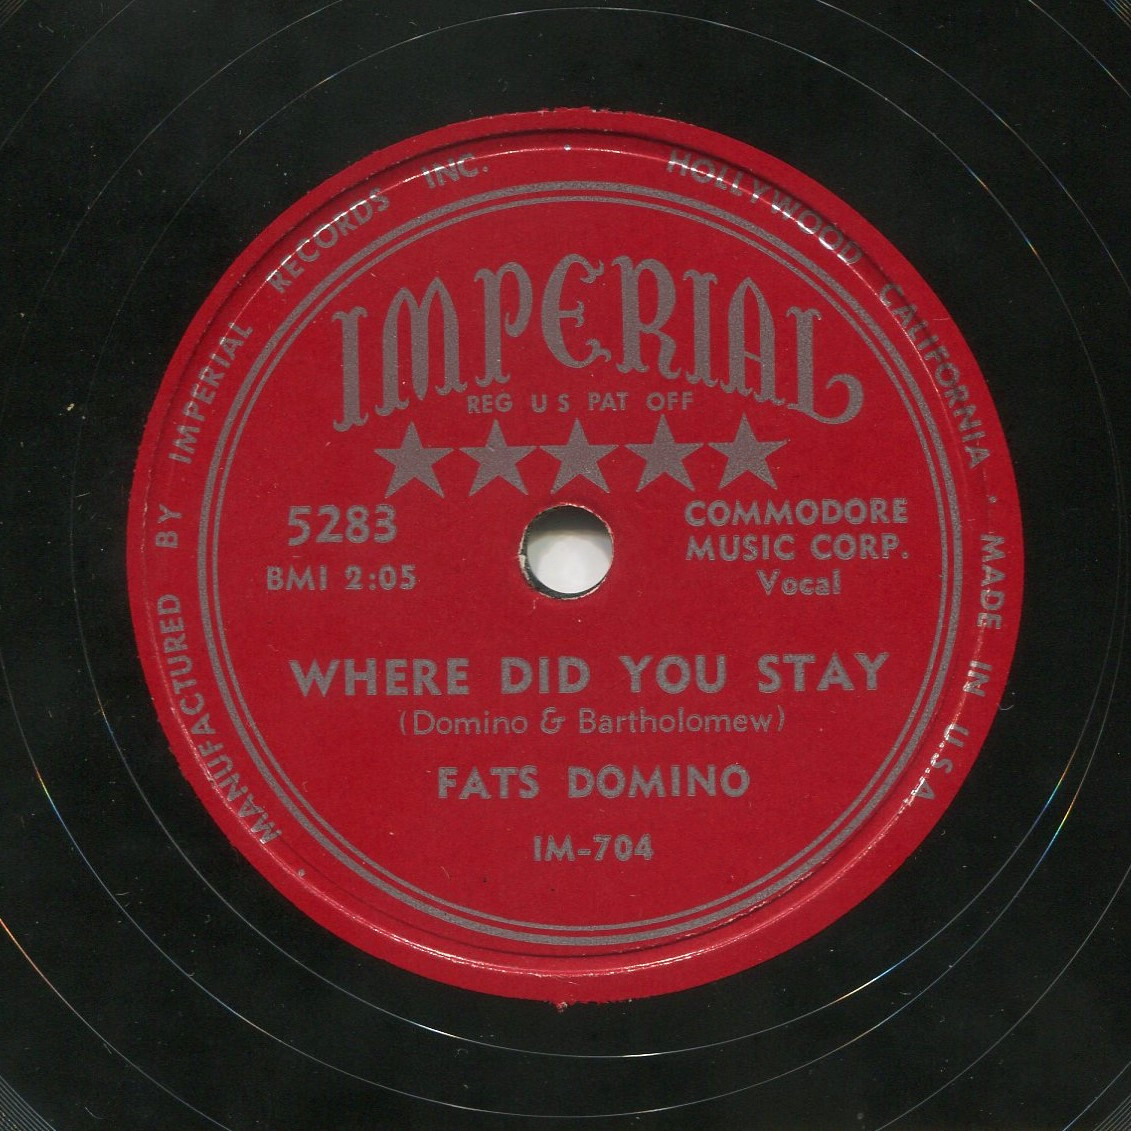 MANUFACTURED BY IMPERIAL RECORDS INC. HOLLYWOOD CALIFORNIA · MADE IN U.S.A.
IMPERIAL
REG U S PAT OFF
5283
BMI 2:05
COMMODORE
MUSIC CORP.
Vocal
WHERE DID YOU STAY
(Domino & Bartholomew)
FATS DOMINO
IM-704